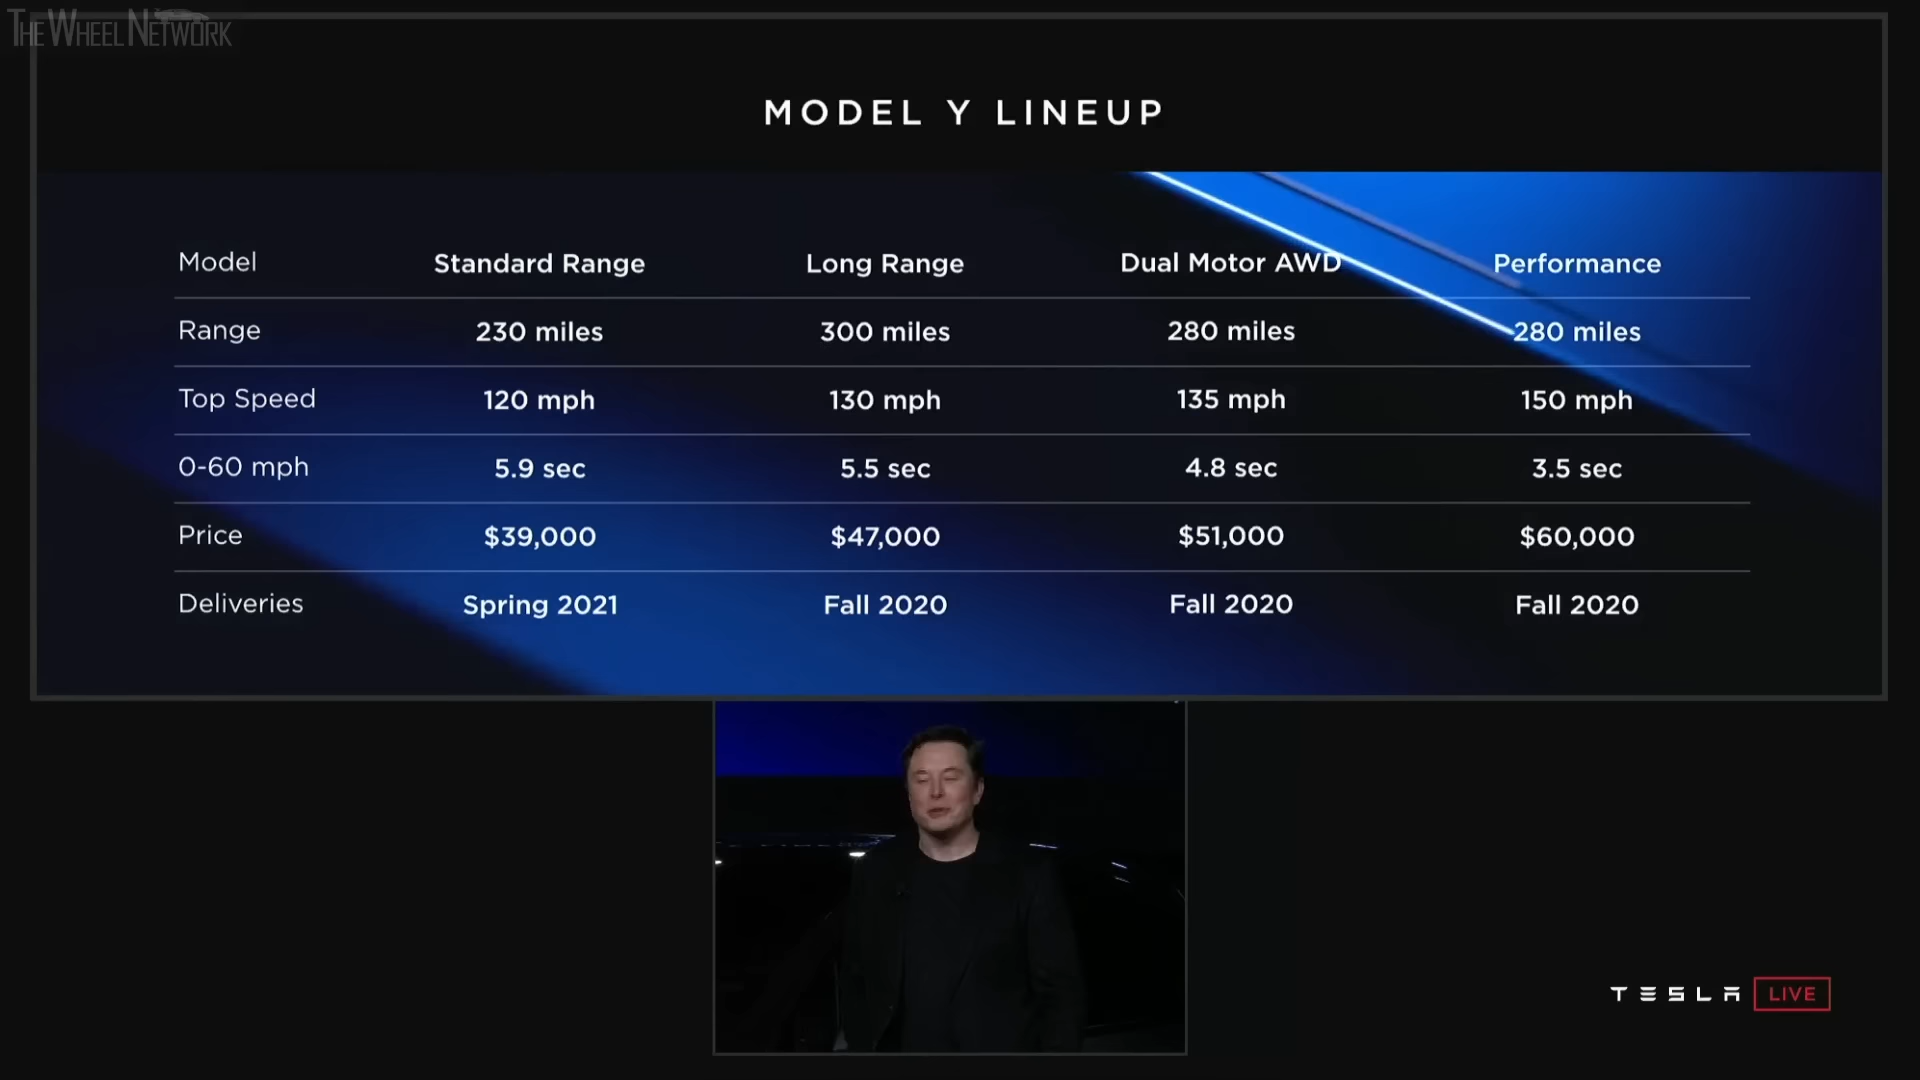 THE WHEEL NETWORK
MODEL Y LINEUP
Model Standard Range Long Range Dual Motor AWD Performance
Range 230 miles 300 miles 280 miles 280 miles
Top Speed 120 mph 130 mph 135 mph 150 mph
0-60 mph 5.9 sec 5.5 sec 4.8 sec 3.5 sec
Price $39,000 $47,000 $51,000 $60,000
Deliveries Spring 2021 Fall 2020 Fall 2020 Fall 2020
TESLA LIVE